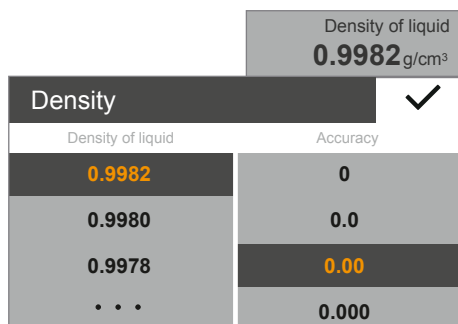 Density of liquid
0.9982 g/cm³
Density
Density of liquid Accuracy
0.9982 0
0.9980 0.0
0.9978 0.00
• • • 0.000